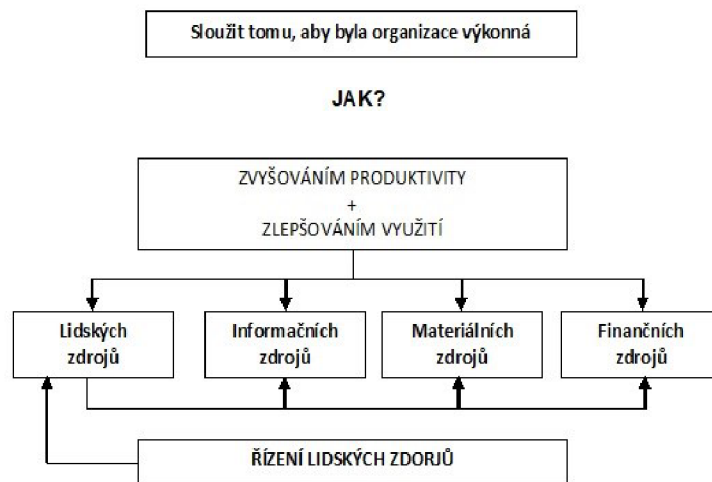 Sloužit tomu, aby byla organizace výkonná
JAK?
ZVYŠOVÁNÍM PRODUKTIVITY
+
ZLEPŠOVÁNÍM VYUŽITÍ
Lidských
zdrojů
Informačních
zdrojů
Materiálních
zdrojů
Finančních
zdrojů
ŘÍZENÍ LIDSKÝCH ZDORJŮ